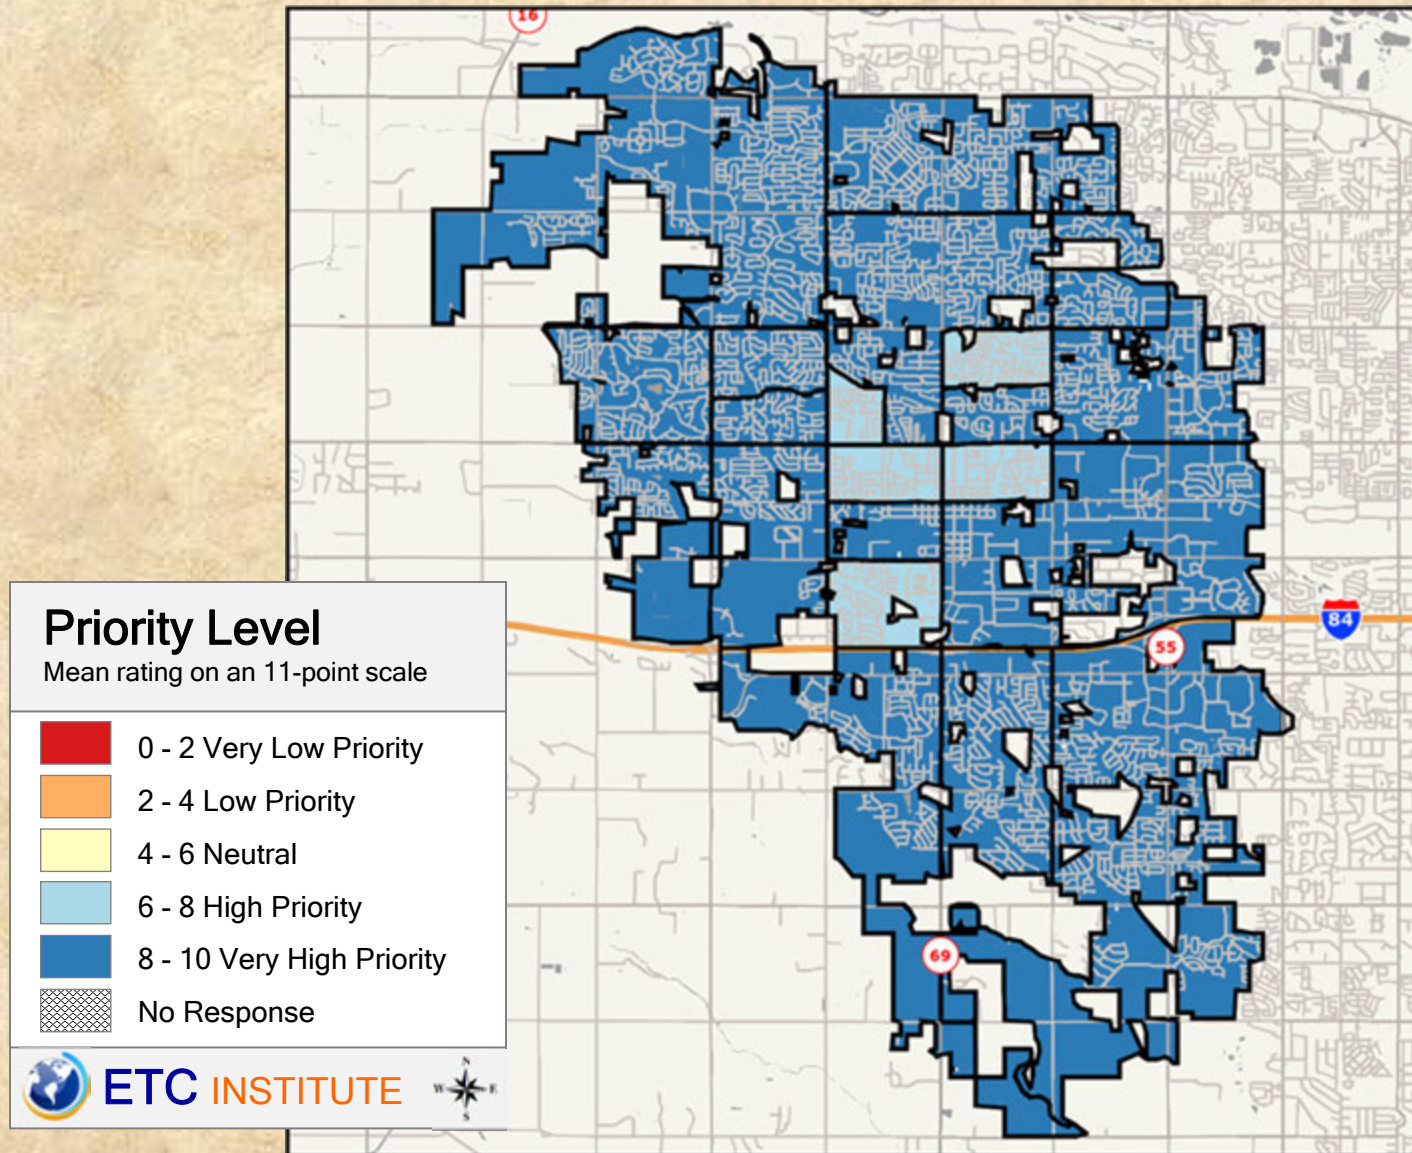 16
84
55
69
Priority Level
Mean rating on an 11-point scale
0 - 2 Very Low Priority
2 - 4 Low Priority
4 - 6 Neutral
6 - 8 High Priority
8 - 10 Very High Priority
No Response
ETC INSTITUTE
N
W E
S